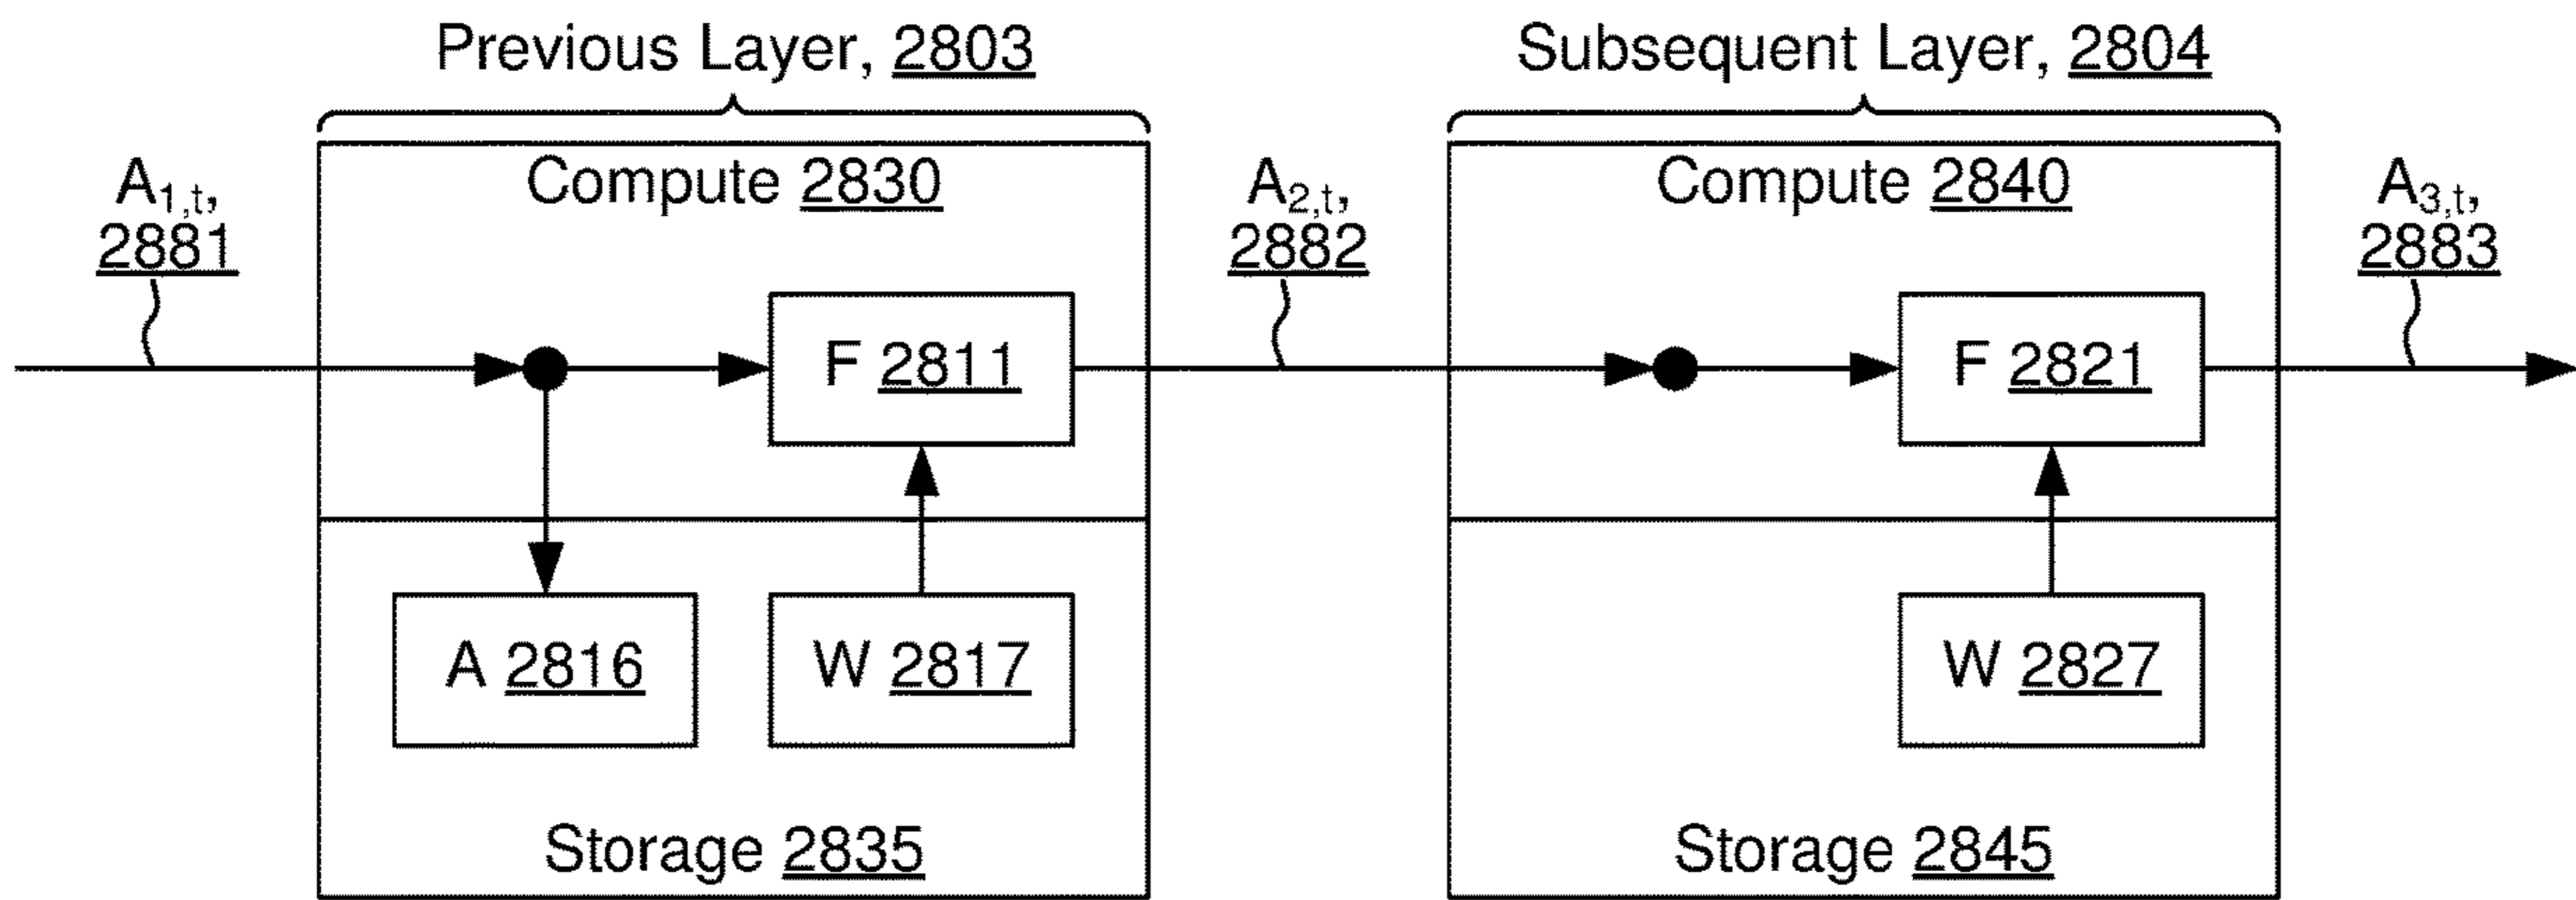 Previous Layer, 2803
Subsequent Layer, 2804
Compute 2830
Compute 2840
A1,t,
2881
A2,t,
2882
A3,t,
2883
F 2811
F 2821
A 2816
W 2817
W 2827
Storage 2835
Storage 2845